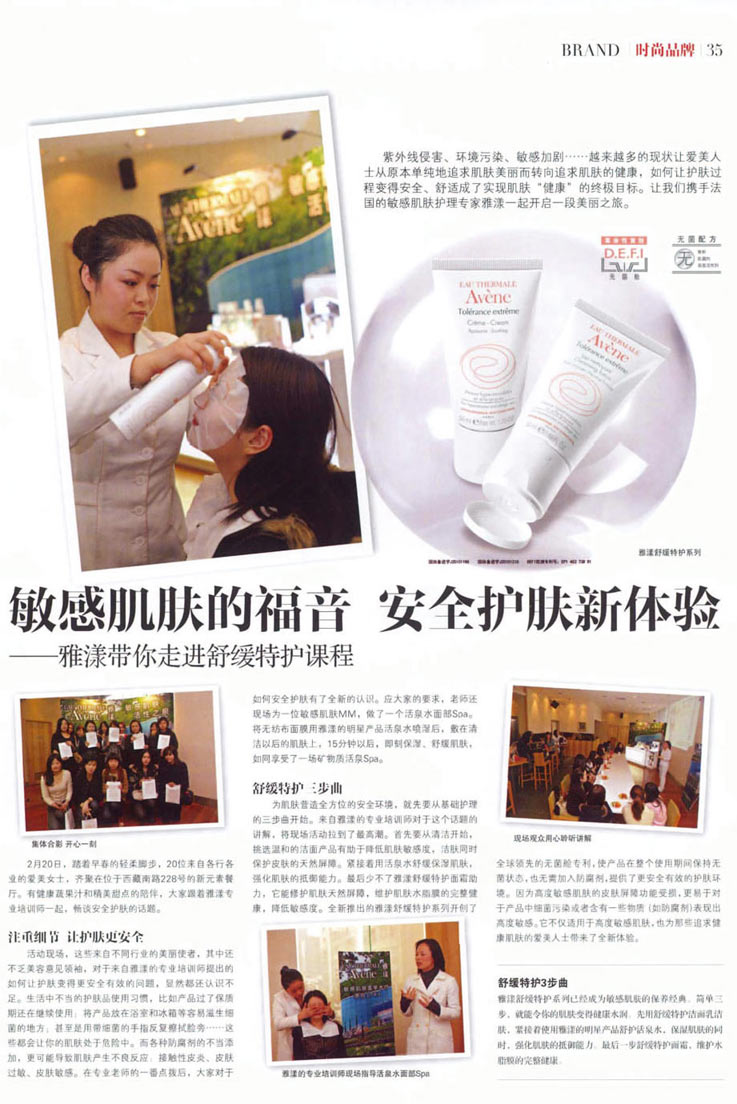 BRAND 时尚品牌 35
紫外线侵害、环境污染、敏感加剧……越来越多的现状让爱美人
士从原本单纯地追求肌肤美丽而转向追求肌肤的健康，如何让护肤过
程变得安全、舒适成了实现肌肤“健康”的终极目标。让我们携手法
国的敏感肌肤护理专家雅漾一起开启一段美丽之旅。
D.E.F.I
无菌舱
无菌配方
无
EAU THERMALE
Avène
Tolérance extrême
Crème - Cream
EAU THERMALE
Avène
Tolérance extrême
EAU THERMALE
Avène
雅漾舒缓特护系列
敏感肌肤的福音 安全护肤新体验
——雅漾带你走进舒缓特护课程
Avène
集体合影 开心一刻
2月20日，踏着早春的轻柔脚步，20位来自各行各
业的爱美女士，齐聚在位于西藏南路228号的新元素餐
厅。有健康蔬果汁和精美甜点的陪伴，大家跟着雅漾专
业培训师一起，畅谈安全护肤的话题。
注重细节 让护肤更安全
活动现场，这些来自不同行业的美丽使者，其中还
不乏美容意见领袖，对于来自雅漾的专业培训师提出的
如何让护肤变得更安全有效的问题，显然都还认识不
足。生活中不当的护肤品使用习惯，比如产品过了保质
期还在继续使用；将产品放在浴室和冰箱等容易滋生细
菌的地方；甚至是用带细菌的手指反复擦拭脸旁……这
些都会让你的肌肤处于危险中。而各种防腐剂的不当添
加，更可能导致肌肤产生不良反应：接触性皮炎、皮肤
过敏、皮肤敏感。在专业老师的一番点拨后，大家对于
如何安全护肤有了全新的认识。应大家的要求，老师还
现场为一位敏感肌肤MM，做了一个活泉水面部Spa。
将无纺布面膜用雅漾的明星产品活泉水喷湿后，敷在清
洁以后的肌肤上，15分钟以后，即刻保湿、舒缓肌肤，
如同享受了一场矿物质活泉Spa。
舒缓特护 三步曲
为肌肤营造全方位的安全环境，就先要从基础护理
的三步曲开始。来自雅漾的专业培训师对于这个话题的
讲解，将现场活动拉到了最高潮。首先要从清洁开始，
挑选温和的洁面产品有助于降低肌肤敏感度，洁肤同时
保护皮肤的天然屏障。紧接着用活泉水舒缓保湿肌肤，
强化肌肤的抵御能力。最后少不了雅漾舒缓特护面霜助
力，它能修护肌肤天然屏障，维护肌肤水脂膜的完整健
康，降低敏感度。全新推出的雅漾舒缓特护系列开创了
雅漾的专业培训师现场指导活泉水面部Spa
现场观众用心聆听讲解
全球领先的无菌舱专利，使产品在整个使用期间保持无
菌状态，也无需加入防腐剂，提供了更安全有效的护肤环
境。因为高度敏感肌肤的皮肤屏障功能受损，更易于对
于产品中细菌污染或者含有一些物质（如防腐剂）表现出
高度敏感。它不仅适用于高度敏感肌肤，也为那些追求健
康肌肤的爱美人士带来了全新体验。
舒缓特护3步曲
雅漾舒缓特护系列已经成为敏感肌肤的保养经典。简单三
步，就能令你的肌肤变得健康水润。先用舒缓特护洁面乳洁
肤，紧接着使用雅漾的明星产品舒护活泉水，保湿肌肤的同
时，强化肌肤的抵御能力。最后一步舒缓特护面霜，维护水
脂膜的完整健康。